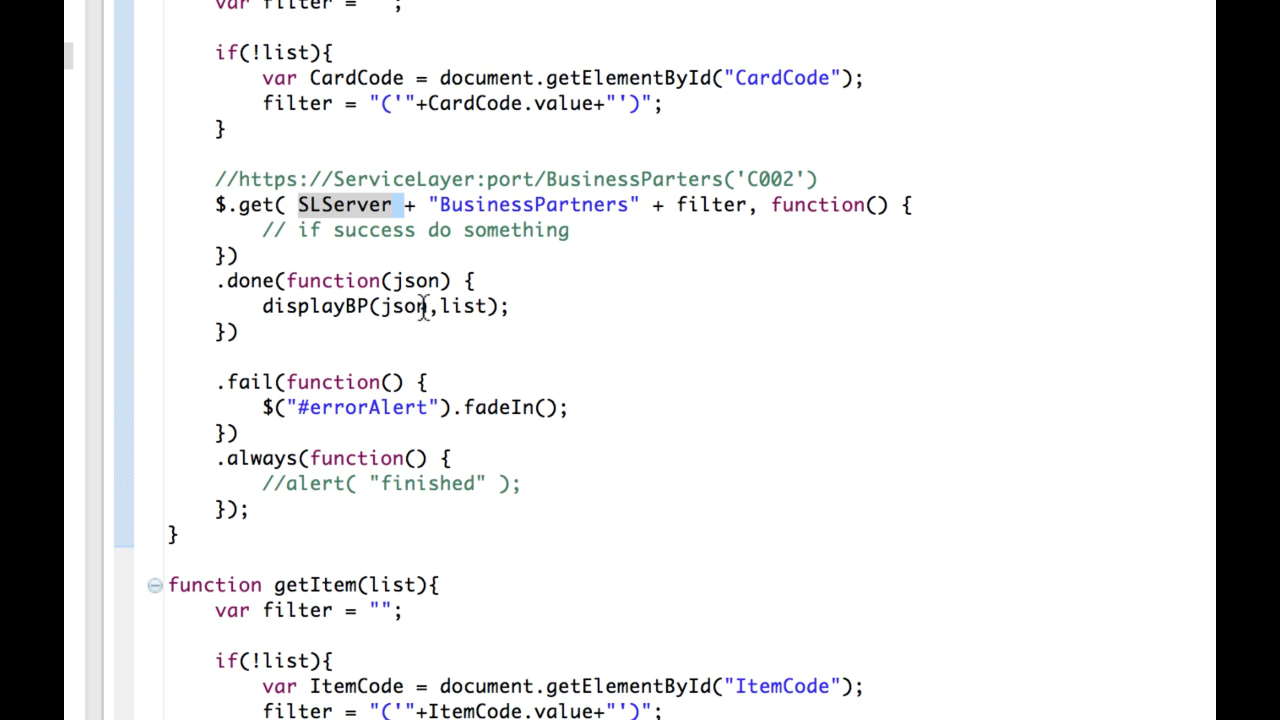 var filter = "";
if(!list){
var CardCode = document.getElementById("CardCode");
filter = "('"+CardCode.value+"')";
}
//https://ServiceLayer:port/BusinessParters('C002')
$.get( SLServer + "BusinessPartners" + filter, function() {
// if success do something
})
.done(function(json) {
displayBP(json,list);
})
.fail(function() {
$("#errorAlert").fadeIn();
})
.always(function() {
//alert( "finished" );
});
}
function getItem(list){
var filter = "";
if(!list){
var ItemCode = document.getElementById("ItemCode");
filter = "('"+ItemCode.value+"')";